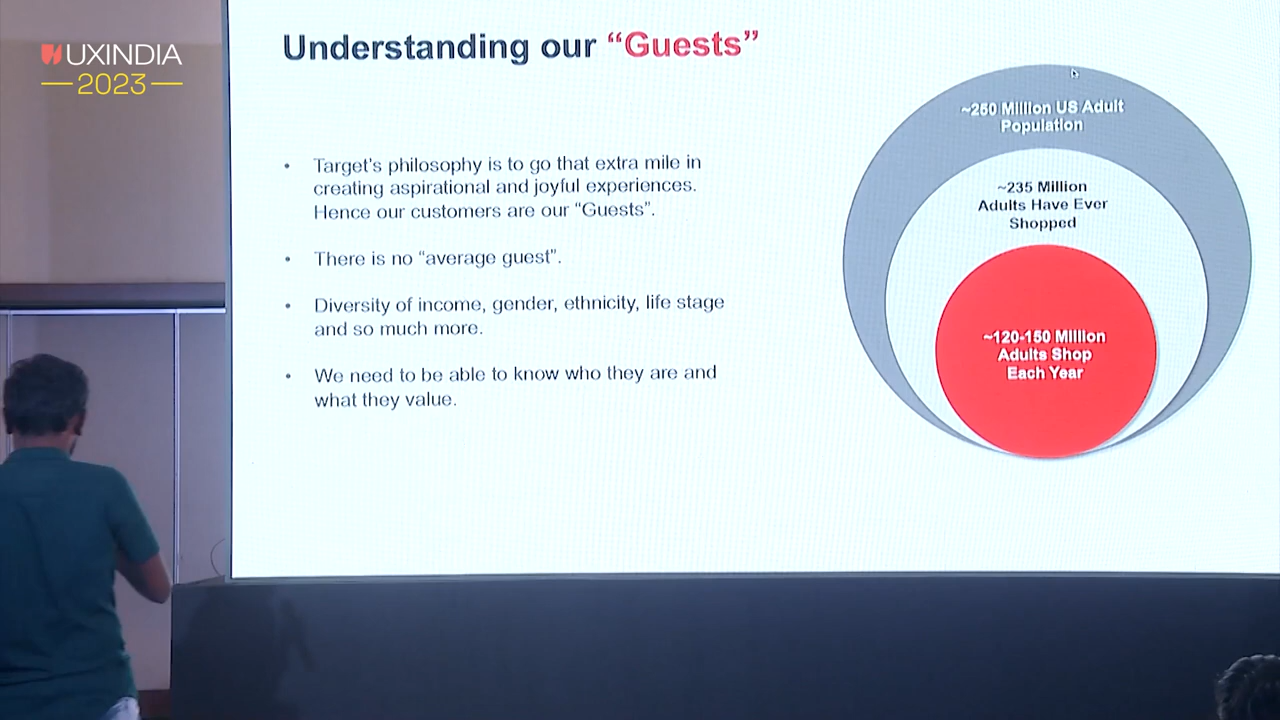 UXINDIA
2023
Understanding our “Guests”
• Target's philosophy is to go that extra mile in
creating aspirational and joyful experiences.
Hence our customers are our “Guests”.
• There is no “average guest”.
• Diversity of income, gender, ethnicity, life stage
and so much more.
• We need to be able to know who they are and
what they value.
~250 Million US Adult
Population
~235 Million
Adults Have Ever
Shopped
~120-150 Million
Adults Shop
Each Year